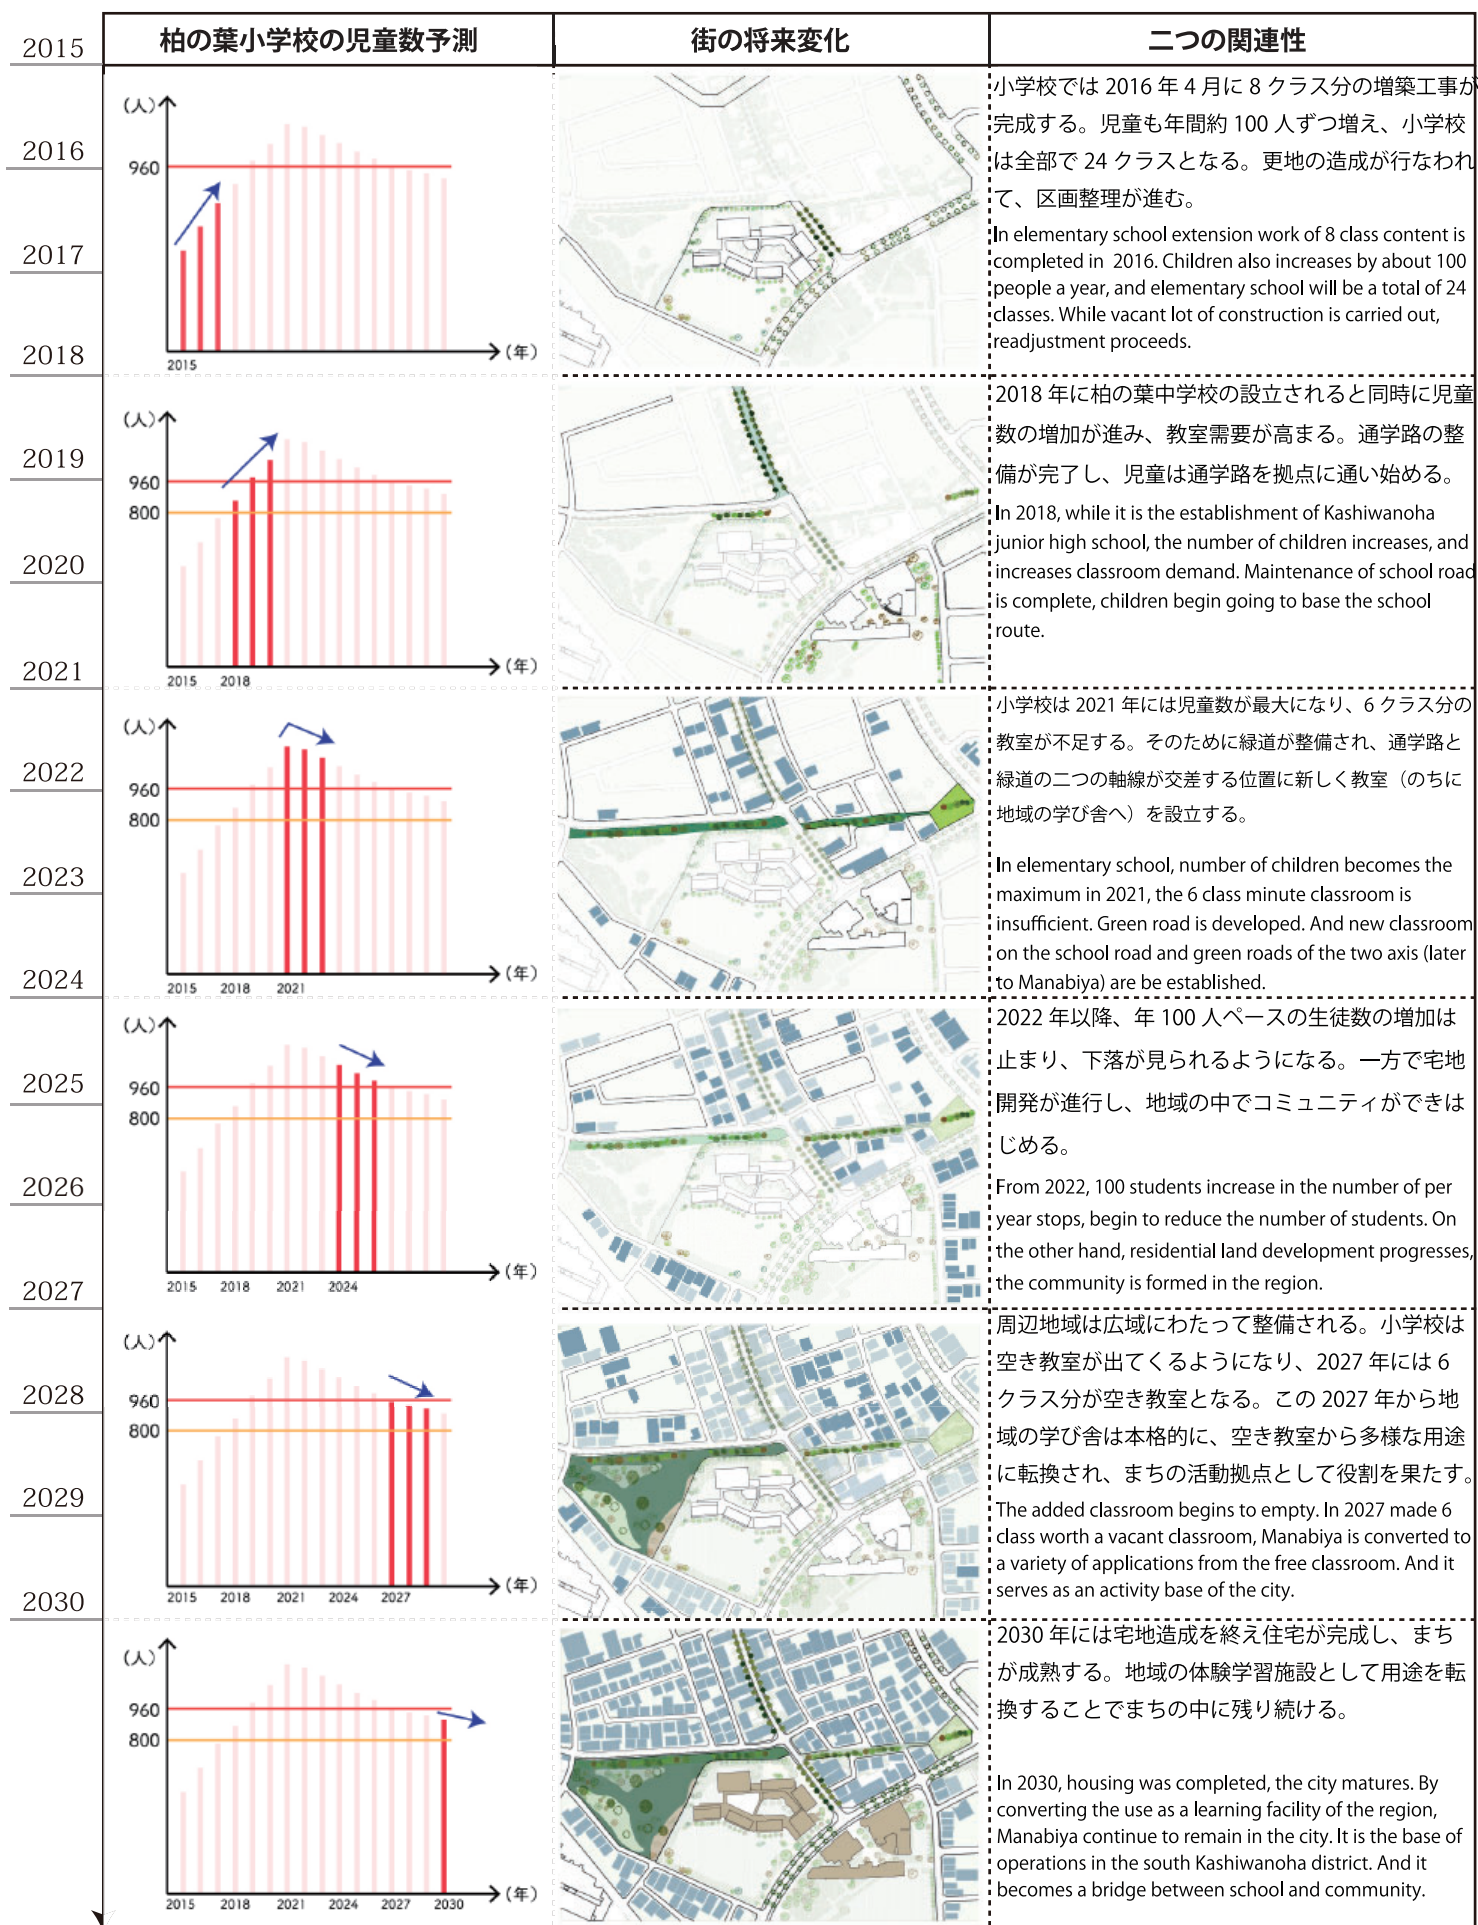 柏の葉小学校の児童数予測
街の将来変化
二つの関連性
2015
2016
2017
2018
2019
2020
2021
2022
2023
2024
2025
2026
2027
2028
2029
2030
(人)
960
2015
(年)
小学校では 2016 年 4 月に 8 クラス分の増築工事が
完成する。児童も年間約 100 人ずつ増え、小学校
は全部で 24 クラスとなる。更地の造成が行なわれ
て、区画整理が進む。
In elementary school extension work of 8 class content is
completed in 2016. Children also increases by about 100
people a year, and elementary school will be a total of 24
classes. While vacant lot of construction is carried out,
readjustment proceeds.
(人)
960
800
2015 2018
(年)
2018 年に柏の葉中学校の設立されると同時に児童
数の増加が進み、教室需要が高まる。通学路の整
備が完了し、児童は通学路を拠点に通い始める。
In 2018, while it is the establishment of Kashiwanoha
junior high school, the number of children increases, and
increases classroom demand. Maintenance of school road
is complete, children begin going to base the school
route.
(人)
960
800
2015 2018 2021
(年)
小学校は 2021 年には児童数が最大になり、6 クラス分の
教室が不足する。そのために緑道が整備され、通学路と
緑道の二つの軸線が交差する位置に新しく教室（のちに
地域の学び舎へ）を設立する。
In elementary school, number of children becomes the
maximum in 2021, the 6 class minute classroom is
insufficient. Green road is developed. And new classroom
on the school road and green roads of the two axis (later
to Manabiya) are be established.
(人)
960
800
2015 2018 2021 2024
(年)
2022 年以降、年 100 人ペースの生徒数の増加は
止まり、下落が見られるようになる。一方で宅地
開発が進行し、地域の中でコミュニティができは
じめる。
From 2022, 100 students increase in the number of per
year stops, begin to reduce the number of students. On
the other hand, residential land development progresses,
the community is formed in the region.
(人)
960
800
2015 2018 2021 2024 2027
(年)
周辺地域は広域にわたって整備される。小学校は
空き教室が出てくるようになり、2027 年には 6
クラス分が空き教室となる。この 2027 年から地
域の学び舎は本格的に、空き教室から多様な用途
に転換され、まちの活動拠点として役割を果たす。
The added classroom begins to empty. In 2027 made 6
class worth a vacant classroom, Manabiya is converted to
a variety of applications from the free classroom. And it
serves as an activity base of the city.
(人)
960
800
2015 2018 2021 2024 2027 2030
(年)
2030 年には宅地造成を終え住宅が完成し、まち
が成熟する。地域の体験学習施設として用途を転
換することでまちの中に残り続ける。
In 2030, housing was completed, the city matures. By
converting the use as a learning facility of the region,
Manabiya continue to remain in the city. It is the base of
operations in the south Kashiwanoha district. And it
becomes a bridge between school and community.